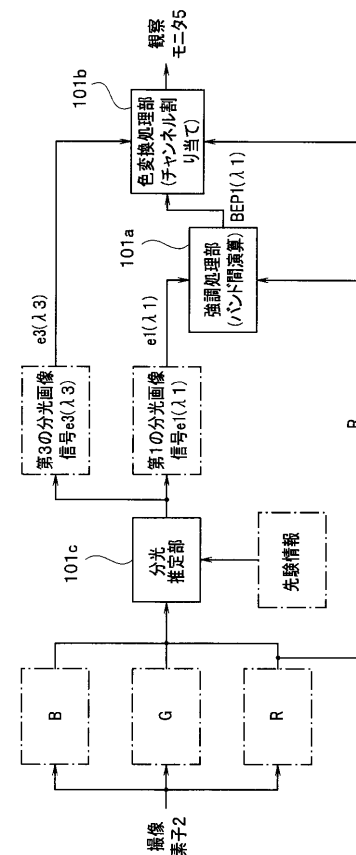 撮像
素子2
B
G
R
101c
分光
推定部
先験情報
第3の分光画像
信号e3(λ3)
第1の分光画像
信号e1(λ1)
e3(λ3)
e1(λ1)
101a
強調処理部
(バンド間演算)
BEP1(λ1)
R
101b
色変換処理部
(チャンネル割
り当て)
観察
モニタ5